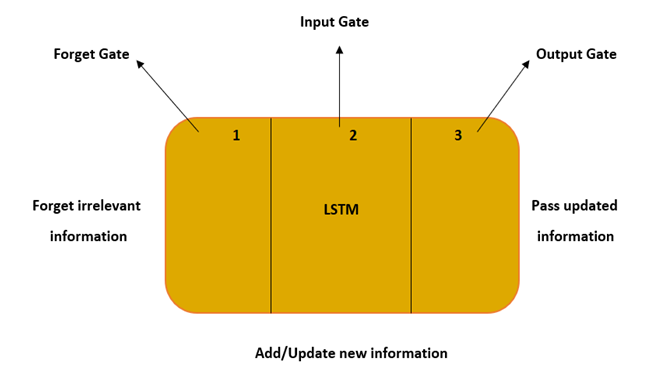 Input Gate
Forget Gate
Output Gate
1
2
3
Forget irrelevant
information
LSTM
Pass updated
information
Add/Update new information